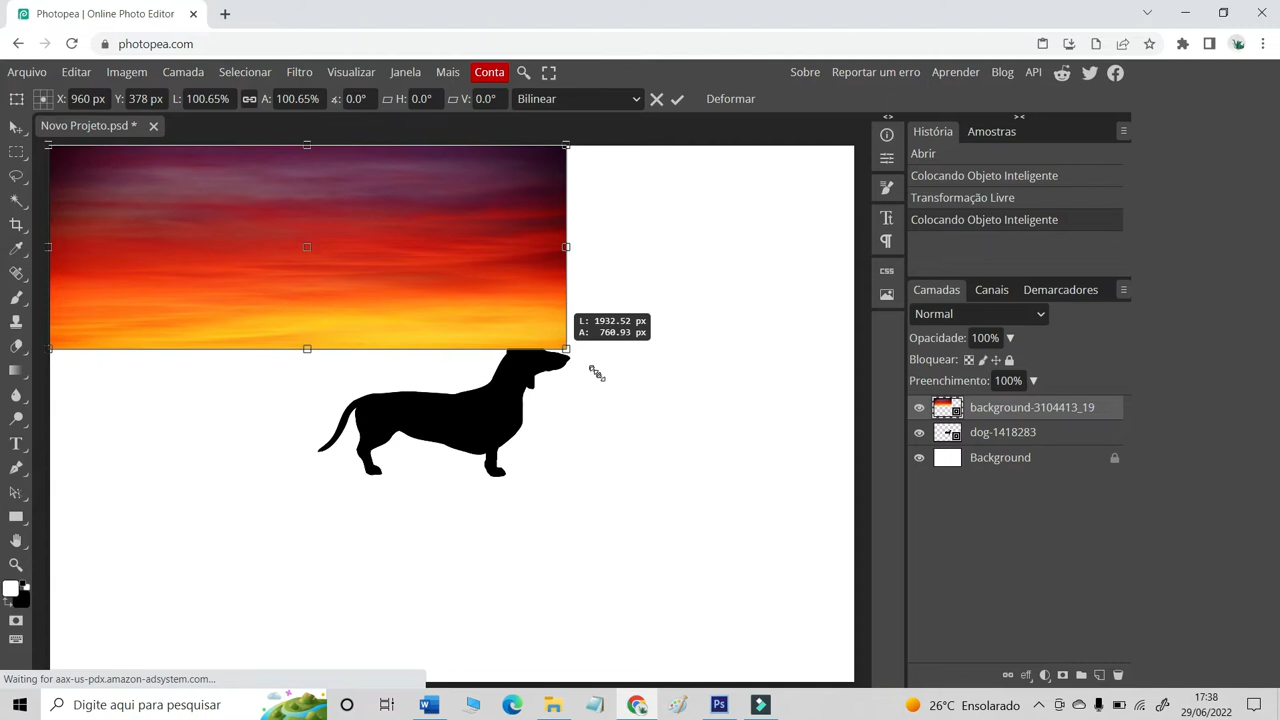 Photopea | Online Photo Editor
photopea.com
Arquivo Editar Imagem Camada Selecionar Filtro Visualizar Janela Mais Conta Sobre Reportar um erro Aprender Blog API
X: 960 px Y: 378 px L: 100.65% A: 100.65% ∡: 0.0° H: 0.0° V: 0.0° Bilinear Deformar
Novo Projeto.psd *
História Amostras
Abrir
Colocando Objeto Inteligente
Transformação Livre
Colocando Objeto Inteligente
CSS
Camadas Canais Demarcadores
Normal
Opacidade: 100%
Bloquear:
Preenchimento: 100%
background-3104413_19
dog-1418283
Background
L: 1932.52 px
A: 760.93 px
eff
Waiting for aax-us-pdx.amazon-adsystem.com...
Digite aqui para pesquisar
26°C Ensolarado
17:38
29/06/2022